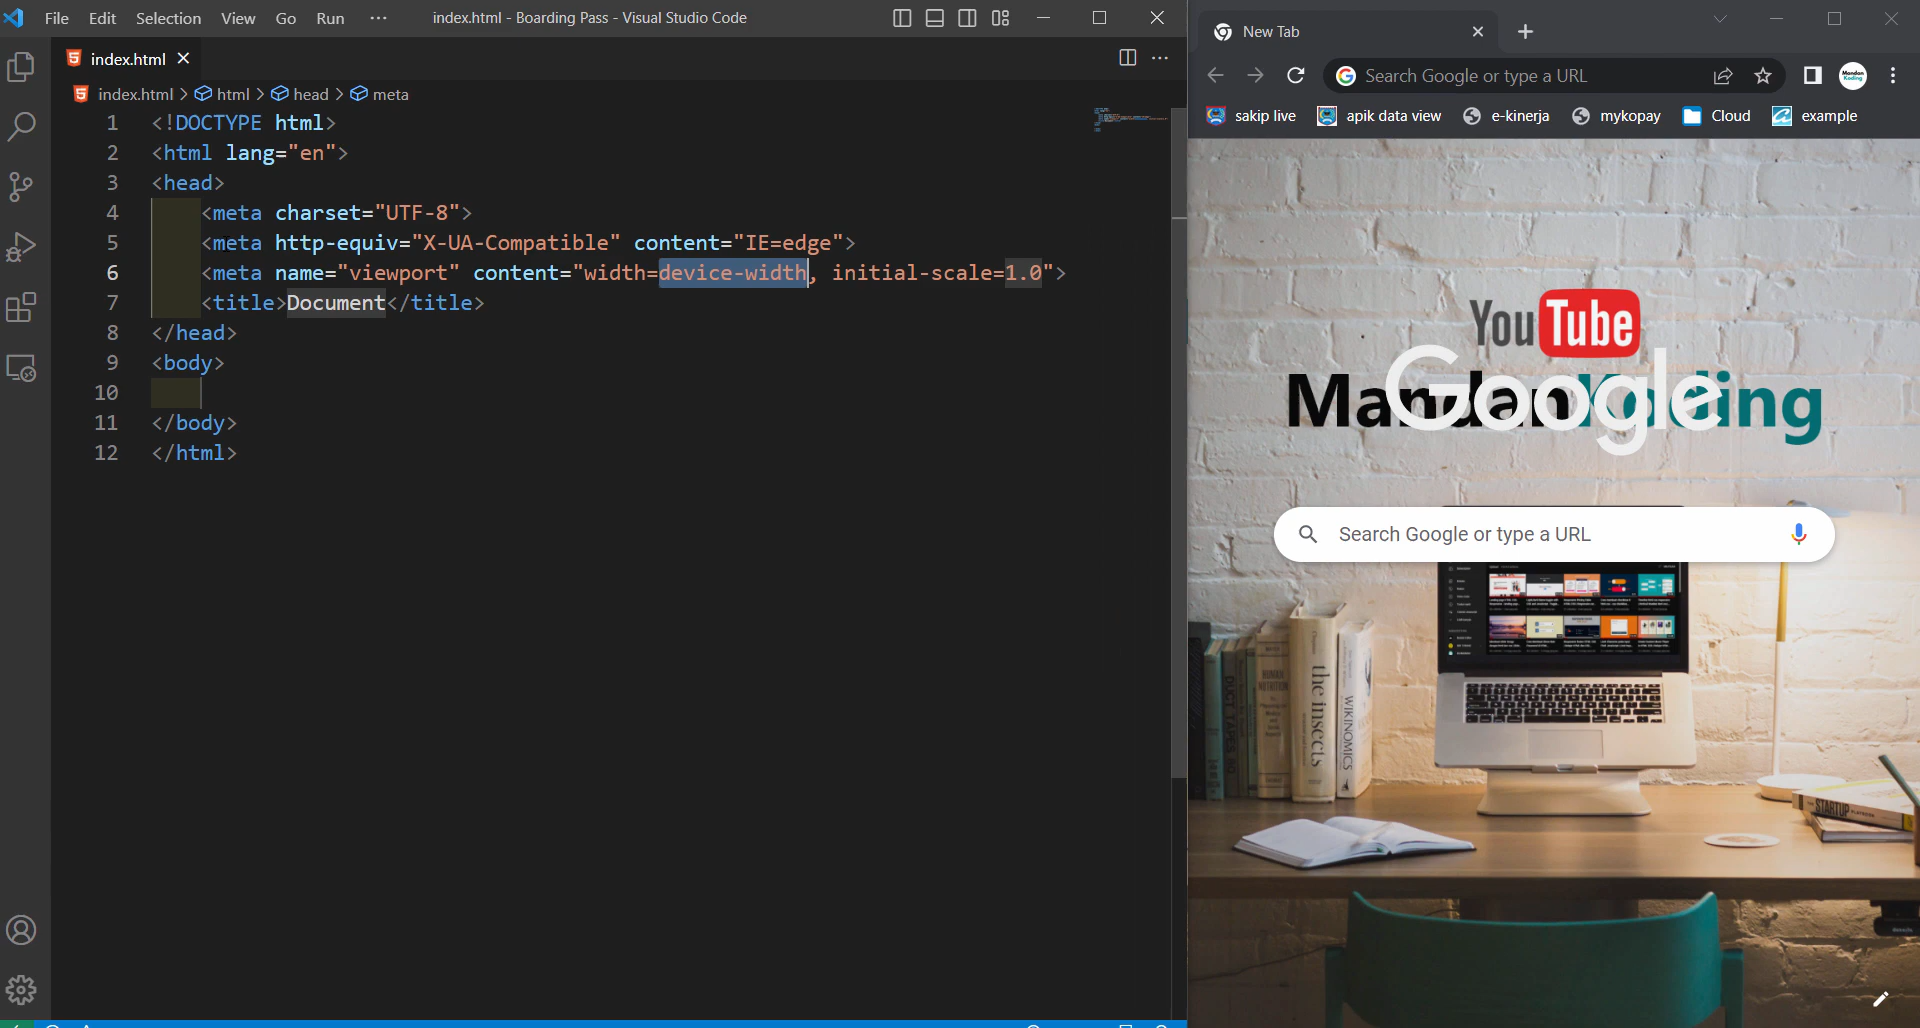 File Edit Selection View Go Run ··· index.html - Boarding Pass - Visual Studio Code
index.html
index.html > html > head > meta
1 <!DOCTYPE html>
2 <html lang="en">
3 <head>
4 <meta charset="UTF-8">
5 <meta http-equiv="X-UA-Compatible" content="IE=edge">
6 <meta name="viewport" content="width=device-width, initial-scale=1.0">
7 <title>Document</title>
8 </head>
9 <body>
10
11 </body>
12 </html>
New Tab
Search Google or type a URL
Mandan
Koding
sakip live apik data view e-kinerja mykopay Cloud example
YouTube
MandanKoding
Google
Search Google or type a URL
HUMAN
NUTRITION
the insects
WIKINOMICS
STARTUP